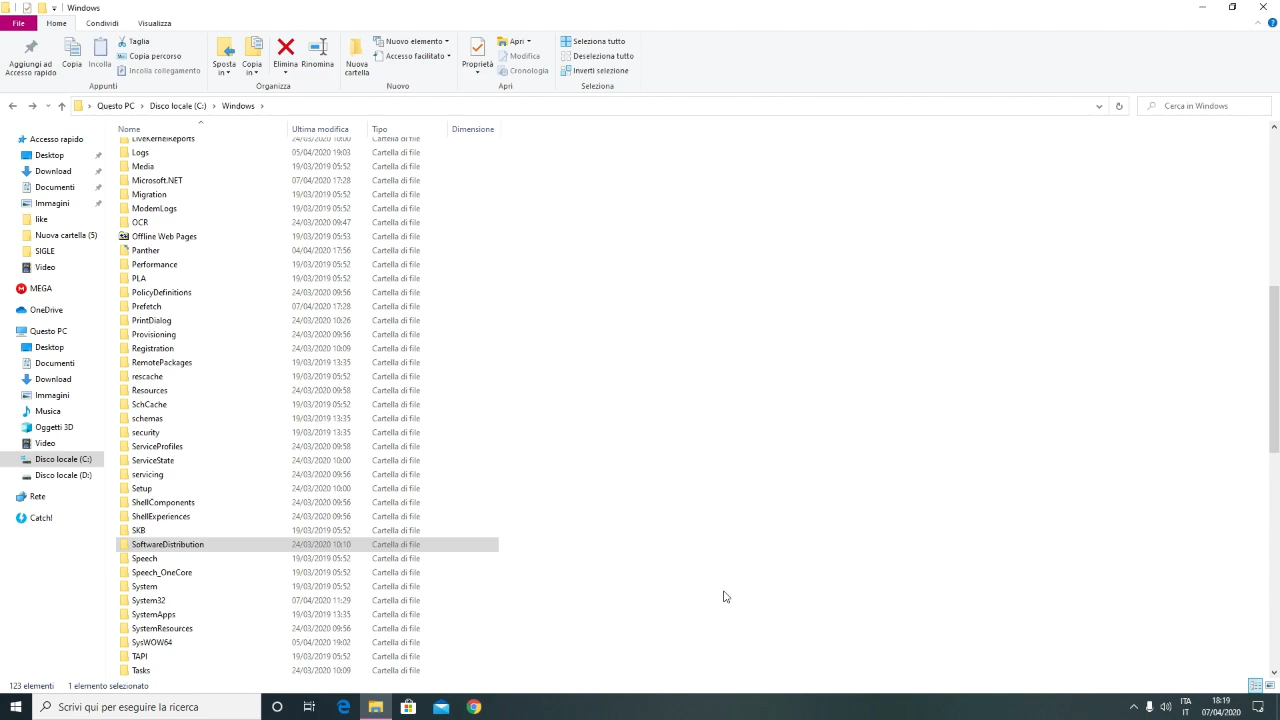 Windows
File Home Condividi Visualizza
Aggiungi ad Accesso rapido
Copia
Incolla
Taglia
Copia percorso
Incolla collegamento
Appunti
Sposta in
Copia in
Elimina
Rinomina
Organizza
Nuova cartella
Nuovo elemento
Accesso facilitato
Nuovo
Proprietà
Apri
Modifica
Cronologia
Apri
Seleziona tutto
Deseleziona tutto
Inverti selezione
Seleziona
Questo PC Disco locale (C:) Windows
Cerca in Windows
Accesso rapido
Desktop
Download
Documenti
Immagini
like
Nuova cartella (5)
SIGLE
Video
MEGA
OneDrive
Questo PC
Desktop
Documenti
Download
Immagini
Musica
Oggetti 3D
Video
Disco locale (C:)
Disco locale (D:)
Rete
Catch!
Nome Ultima modifica Tipo Dimensione
LiveKernelReports 24/03/2020 10:00 Cartella di file
Logs 05/04/2020 19:03 Cartella di file
Media 19/03/2019 05:52 Cartella di file
Microsoft.NET 07/04/2020 17:28 Cartella di file
Migration 19/03/2019 05:52 Cartella di file
ModemLogs 19/03/2019 05:52 Cartella di file
OCR 24/03/2020 09:47 Cartella di file
Offline Web Pages 19/03/2019 05:53 Cartella di file
Panther 04/04/2020 17:56 Cartella di file
Performance 19/03/2019 05:52 Cartella di file
PLA 19/03/2019 05:52 Cartella di file
PolicyDefinitions 24/03/2020 09:56 Cartella di file
Prefetch 07/04/2020 17:28 Cartella di file
PrintDialog 24/03/2020 10:26 Cartella di file
Provisioning 24/03/2020 09:56 Cartella di file
Registration 24/03/2020 10:09 Cartella di file
RemotePackages 19/03/2019 13:35 Cartella di file
rescache 19/03/2019 05:52 Cartella di file
Resources 24/03/2020 09:58 Cartella di file
SchCache 19/03/2019 05:52 Cartella di file
schemas 19/03/2019 13:35 Cartella di file
security 19/03/2019 13:35 Cartella di file
ServiceProfiles 24/03/2020 09:58 Cartella di file
ServiceState 24/03/2020 10:00 Cartella di file
servicing 24/03/2020 09:56 Cartella di file
Setup 24/03/2020 10:00 Cartella di file
ShellComponents 24/03/2020 09:56 Cartella di file
ShellExperiences 24/03/2020 09:56 Cartella di file
SKB 19/03/2019 05:52 Cartella di file
SoftwareDistribution 24/03/2020 10:10 Cartella di file
Speech 19/03/2019 05:52 Cartella di file
Speech_OneCore 19/03/2019 05:52 Cartella di file
System 19/03/2019 05:52 Cartella di file
System32 07/04/2020 11:29 Cartella di file
SystemApps 19/03/2019 13:35 Cartella di file
SystemResources 24/03/2020 09:56 Cartella di file
SysWOW64 05/04/2020 19:02 Cartella di file
TAPI 19/03/2019 05:52 Cartella di file
Tasks 24/03/2020 10:09 Cartella di file
123 elementi 1 elemento selezionato
Scrivi qui per eseguire la ricerca
ITA 18:19
IT 07/04/2020